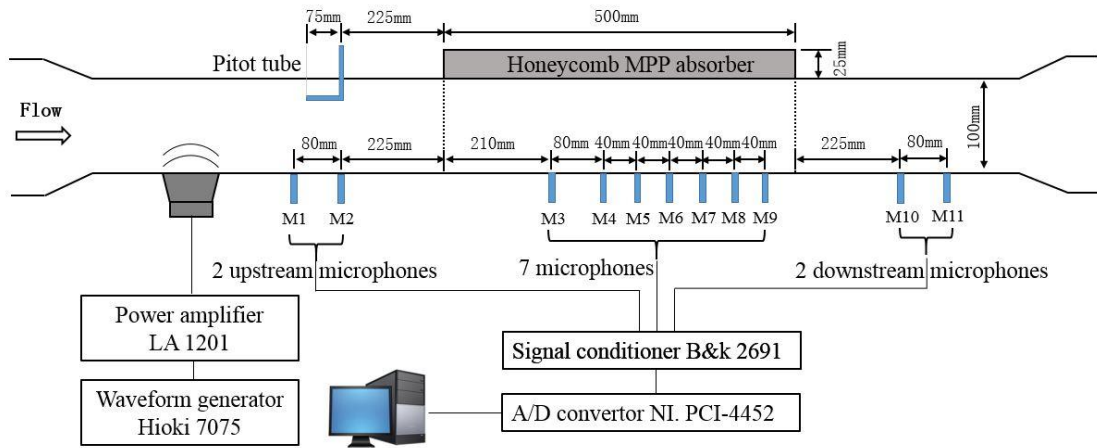 75mm 225mm 500mm
Pitot tube
Honeycomb MPP absorber
25mm
Flow
100mm
80mm 225mm 210mm 80mm 40mm 40mm 40mm 40mm 40mm 225mm 80mm
M1 M2 M3 M4 M5 M6 M7 M8 M9 M10 M11
2 upstream microphones 7 microphones 2 downstream microphones
Power amplifier
LA 1201
Signal conditioner B&k 2691
Waveform generator
Hioki 7075
A/D convertor NI. PCI-4452